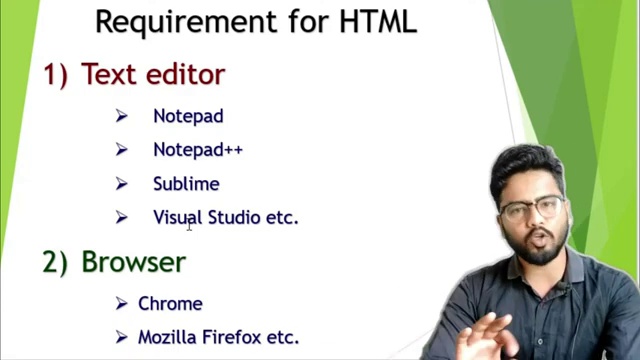 Requirement for HTML
1) Text editor
➢ Notepad
➢ Notepad++
➢ Sublime
➢ Visual Studio etc.
2) Browser
➢ Chrome
➢ Mozilla Firefox etc.